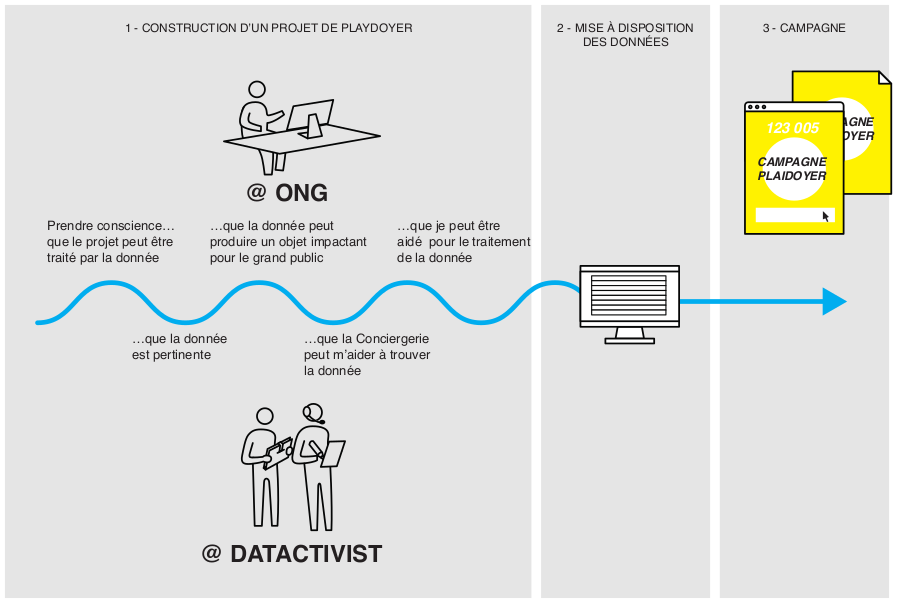 1 - CONSTRUCTION D'UN PROJET DE PLAYDOYER
2 - MISE À DISPOSITION
DES DONNÉES
3 - CAMPAGNE
@ ONG
Prendre conscience…
que le projet peut être
traité par la donnée
…que la donnée peut
produire un objet impactant
pour le grand public
…que je peut être
aidé  pour le traitement
de la donnée
…que la donnée
est pertinente
…que la Conciergerie
peut m'aider à trouver
la donnée
@ DATACTIVIST
123 005
CAMPAGNE
PLAIDOYER
AGNE
OYER